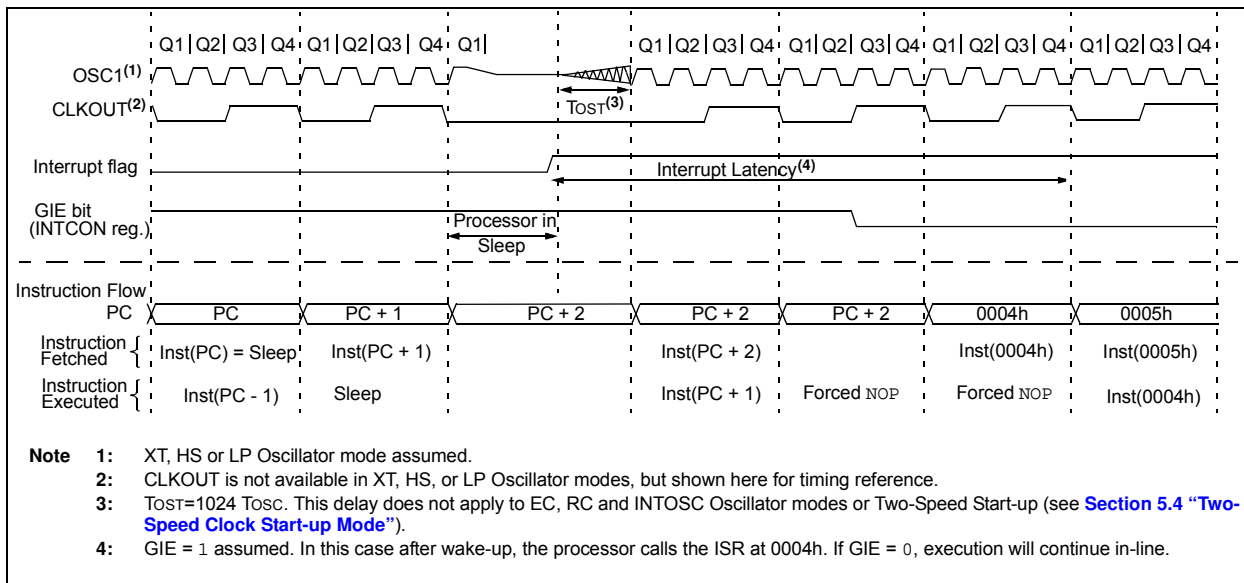 Q1 Q2 Q3 Q4 Q1 Q2 Q3 Q4 Q1 Q1 Q2 Q3 Q4 Q1 Q2 Q3 Q4 Q1 Q2 Q3 Q4 Q1 Q2 Q3 Q4
OSC1(1)
CLKOUT(2) TOST(3)
Interrupt flag Interrupt Latency(4)
GIE bit
(INTCON reg.) Processor in
Sleep
Instruction Flow
PC PC PC + 1 PC + 2 PC + 2 PC + 2 0004h 0005h
Instruction
Fetched { Inst(PC) = Sleep Inst(PC + 1) Inst(PC + 2) Inst(0004h) Inst(0005h)
Instruction
Executed { Inst(PC - 1) Sleep Inst(PC + 1) Forced NOP Forced NOP Inst(0004h)
Note 1: XT, HS or LP Oscillator mode assumed.
2: CLKOUT is not available in XT, HS, or LP Oscillator modes, but shown here for timing reference.
3: TOST=1024 TOSC. This delay does not apply to EC, RC and INTOSC Oscillator modes or Two-Speed Start-up (see Section 5.4 “Two-
Speed Clock Start-up Mode”).
4: GIE = 1 assumed. In this case after wake-up, the processor calls the ISR at 0004h. If GIE = 0, execution will continue in-line.